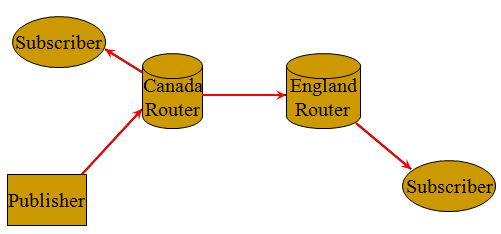 Subscriber
Canada
Router
England
Router
Publisher
Subscriber